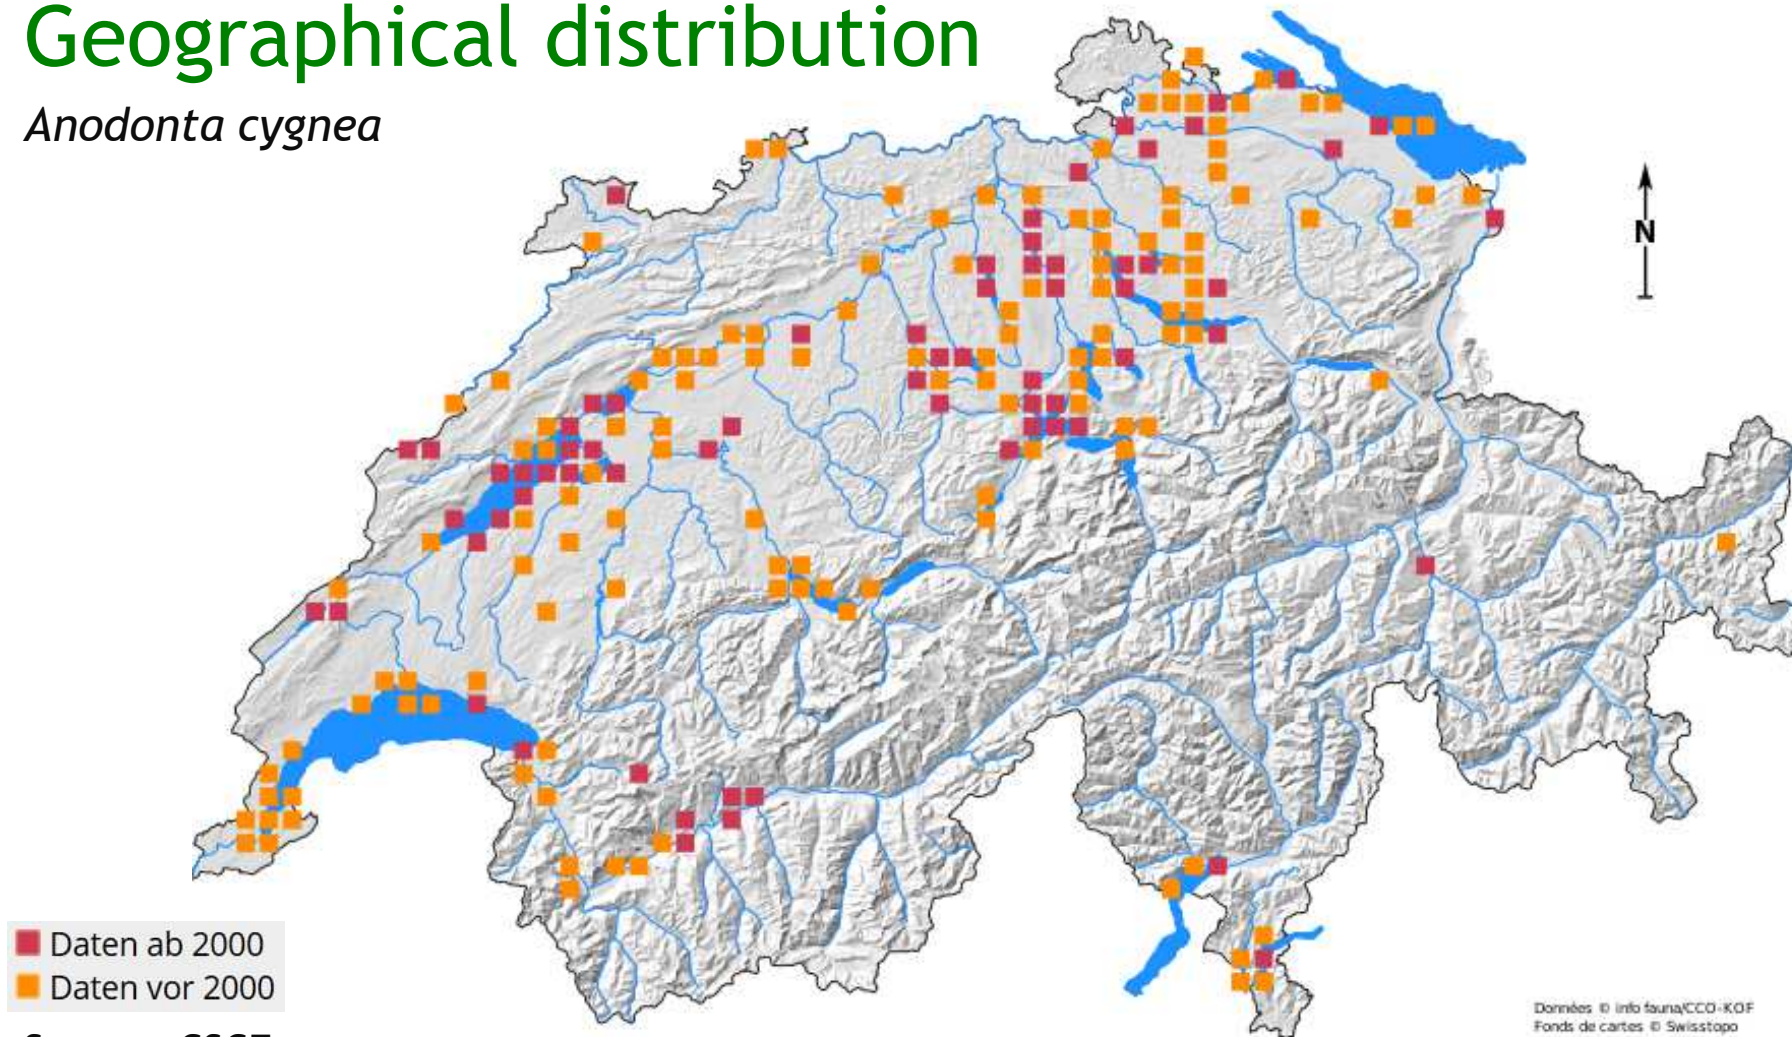 Geographical distribution
Anodonta cygnea
N
Daten ab 2000
Daten vor 2000
Données © info fauna/CCO-KOF
Fonds de cartes © Swisstopo